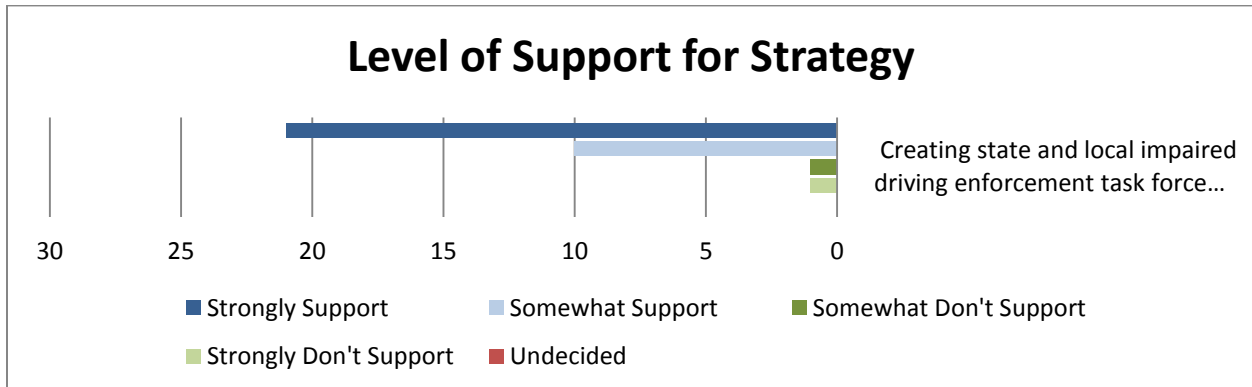 Level of Support for Strategy
Creating state and local impaired
driving enforcement task force…
30 25 20 15 10 5 0
Strongly Support Somewhat Support Somewhat Don't Support
Strongly Don't Support Undecided